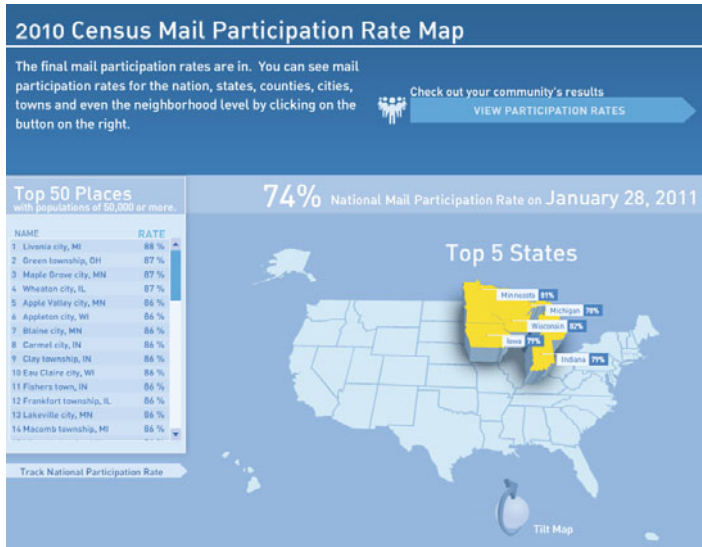 2010 Census Mail Participation Rate Map
The final mail participation rates are in. You can see mail
participation rates for the nation, states, counties, cities,
towns and even the neighborhood level by clicking on the
button on the right.
Check out your community's results
VIEW PARTICIPATION RATES
Top 50 Places
with populations of 50,000 or more.
74% National Mail Participation Rate on January 28, 2011
NAME RATE
1 Livonia city, MI 88 %
2 Green township, OH 87 %
3 Maple Grove city, MN 87 %
4 Wheaton city, IL 87 %
5 Apple Valley city, MN 86 %
6 Appleton city, WI 86 %
7 Blaine city, MN 86 %
8 Carmel city, IN 86 %
9 Clay township, IN 86 %
10 Eau Claire city, WI 86 %
11 Fishers town, IN 86 %
12 Frankfort township, IL 86 %
13 Lakeville city, MN 86 %
14 Macomb township, MI 86 %
Track National Participation Rate
Top 5 States
Minnesota 81%
Michigan 78%
Wisconsin 82%
Iowa 79%
Indiana 79%
Tilt Map